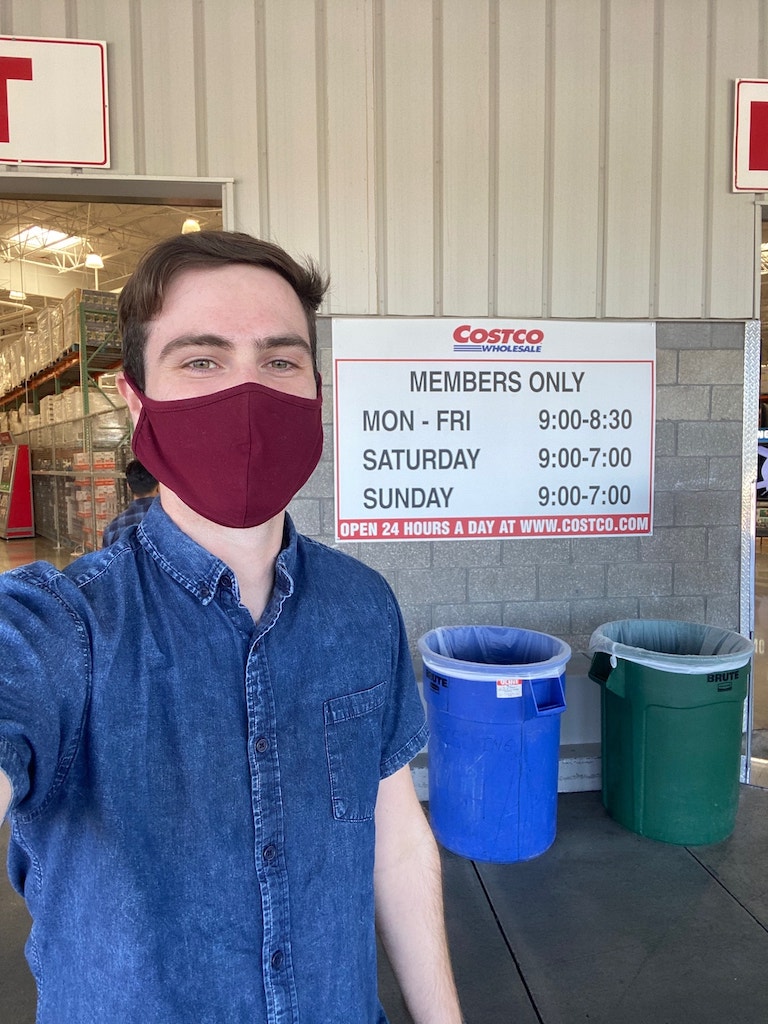 T
COSTCO
WHOLESALE
MEMBERS ONLY
MON - FRI 9:00-8:30
SATURDAY 9:00-7:00
SUNDAY 9:00-7:00
OPEN 24 HOURS A DAY AT WWW.COSTCO.COM
BRUTE
BRUTE